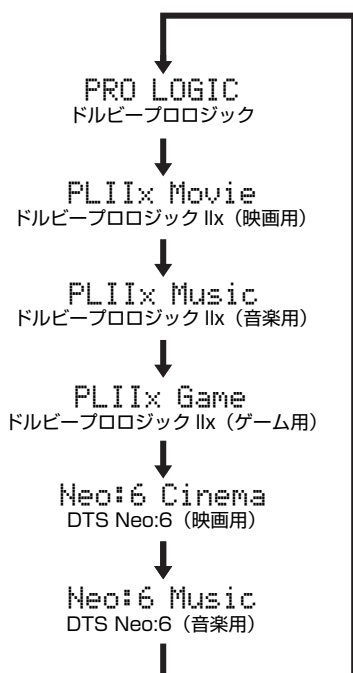 PRO LOGIC
ドルビープロロジック
PLIIx Movie
ドルビープロロジック IIx（映画用）
PLIIx Music
ドルビープロロジック IIx（音楽用）
PLIIx Game
ドルビープロロジック IIx（ゲーム用）
Neo:6 Cinema
DTS Neo:6（映画用）
Neo:6 Music
DTS Neo:6（音楽用）